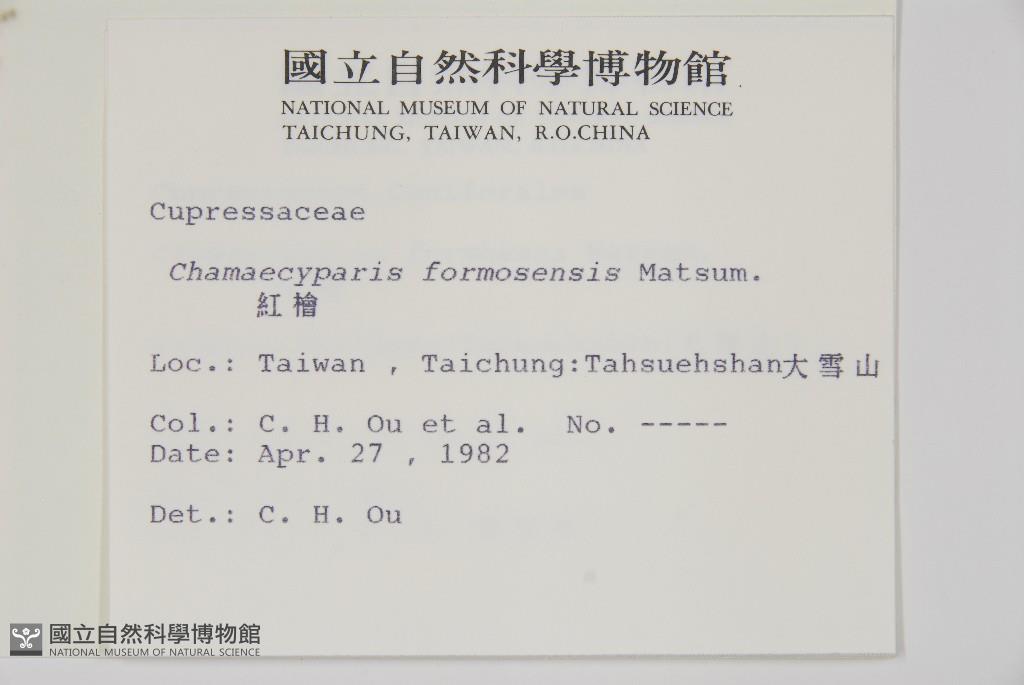 國立自然科學博物館
NATIONAL MUSEUM OF NATURAL SCIENCE
TAICHUNG, TAIWAN, R.O.CHINA
Cupressaceae
Chamaecyparis formosensis Matsum.
紅檜
Loc.: Taiwan , Taichung:Tahsuehshan大雪山
Col.: C. H. Ou et al. No. -----
Date: Apr. 27 , 1982
Det.: C. H. Ou
國立自然科學博物館
NATIONAL MUSEUM OF NATURAL SCIENCE